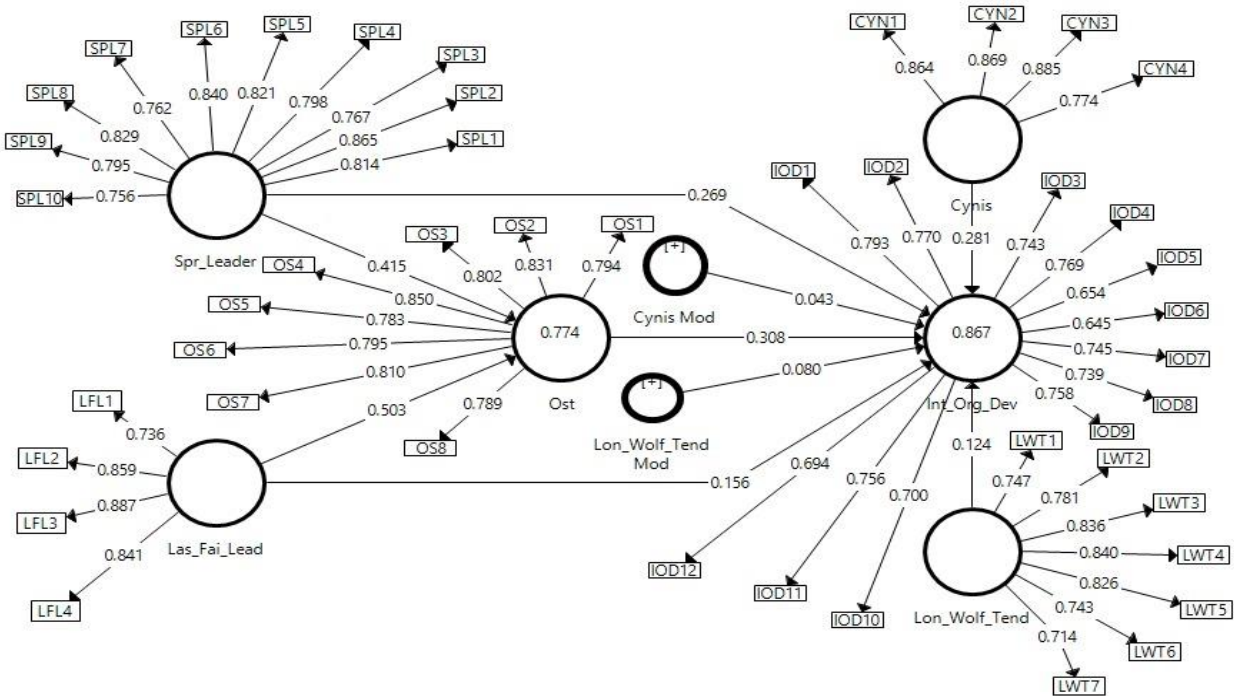 SPL6
SPL5
SPL4
SPL7
SPL3
SPL8
SPL2
SPL9
SPL1
SPL10
0.762
0.840
0.821
0.798
0.767
0.829
0.865
0.795
0.814
0.756
Spr_Leader
CYN1
CYN2
CYN3
CYN4
0.864
0.869
0.885
0.774
Cynis
0.269
0.415
0.281
OS4
OS3
OS2
OS1
OS5
OS6
OS7
OS8
0.802
0.831
0.794
0.850
0.783
0.795
0.810
0.789
0.774
Ost
[+]
Cynis Mod
0.043
0.308
[+]
Lon_Wolf_Tend
Mod
0.080
0.503
IOD1
IOD2
IOD3
IOD4
IOD5
IOD6
IOD7
IOD8
IOD9
0.793
0.770
0.743
0.769
0.654
0.645
0.745
0.739
0.758
0.867
Int_Org_Dev
LFL1
LFL2
LFL3
LFL4
0.736
0.859
0.887
0.841
Las_Fai_Lead
0.156
0.694
0.756
0.700
IOD12
IOD11
IOD10
0.124
LWT1
LWT2
LWT3
LWT4
LWT5
LWT6
LWT7
0.747
0.781
0.836
0.840
0.826
0.743
0.714
Lon_Wolf_Tend